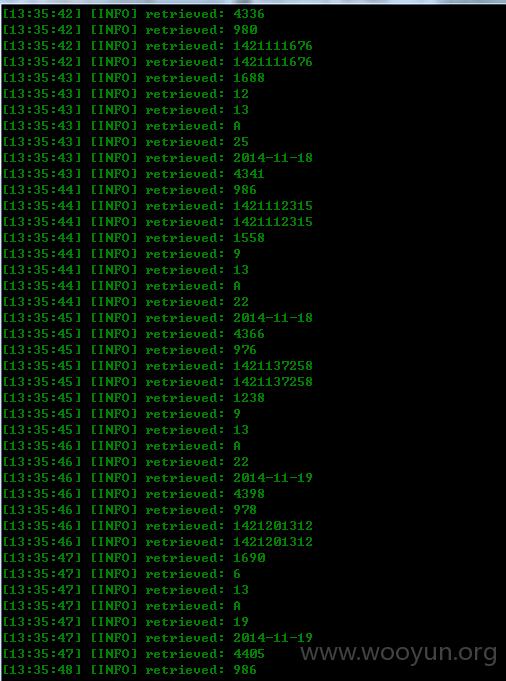 [13:35:42] [INFO] retrieved: 4336
[13:35:42] [INFO] retrieved: 980
[13:35:42] [INFO] retrieved: 1421111676
[13:35:42] [INFO] retrieved: 1421111676
[13:35:43] [INFO] retrieved: 1688
[13:35:43] [INFO] retrieved: 12
[13:35:43] [INFO] retrieved: 13
[13:35:43] [INFO] retrieved: A
[13:35:43] [INFO] retrieved: 25
[13:35:43] [INFO] retrieved: 2014-11-18
[13:35:43] [INFO] retrieved: 4341
[13:35:44] [INFO] retrieved: 986
[13:35:44] [INFO] retrieved: 1421112315
[13:35:44] [INFO] retrieved: 1421112315
[13:35:44] [INFO] retrieved: 1558
[13:35:44] [INFO] retrieved: 9
[13:35:44] [INFO] retrieved: 13
[13:35:44] [INFO] retrieved: A
[13:35:44] [INFO] retrieved: 22
[13:35:45] [INFO] retrieved: 2014-11-18
[13:35:45] [INFO] retrieved: 4366
[13:35:45] [INFO] retrieved: 976
[13:35:45] [INFO] retrieved: 1421137258
[13:35:45] [INFO] retrieved: 1421137258
[13:35:45] [INFO] retrieved: 1238
[13:35:45] [INFO] retrieved: 9
[13:35:45] [INFO] retrieved: 13
[13:35:46] [INFO] retrieved: A
[13:35:46] [INFO] retrieved: 22
[13:35:46] [INFO] retrieved: 2014-11-19
[13:35:46] [INFO] retrieved: 4398
[13:35:46] [INFO] retrieved: 978
[13:35:46] [INFO] retrieved: 1421201312
[13:35:46] [INFO] retrieved: 1421201312
[13:35:47] [INFO] retrieved: 1690
[13:35:47] [INFO] retrieved: 6
[13:35:47] [INFO] retrieved: 13
[13:35:47] [INFO] retrieved: A
[13:35:47] [INFO] retrieved: 19
[13:35:47] [INFO] retrieved: 2014-11-19
[13:35:47] [INFO] retrieved: 4405
[13:35:48] [INFO] retrieved: 986
www.wooyun.org